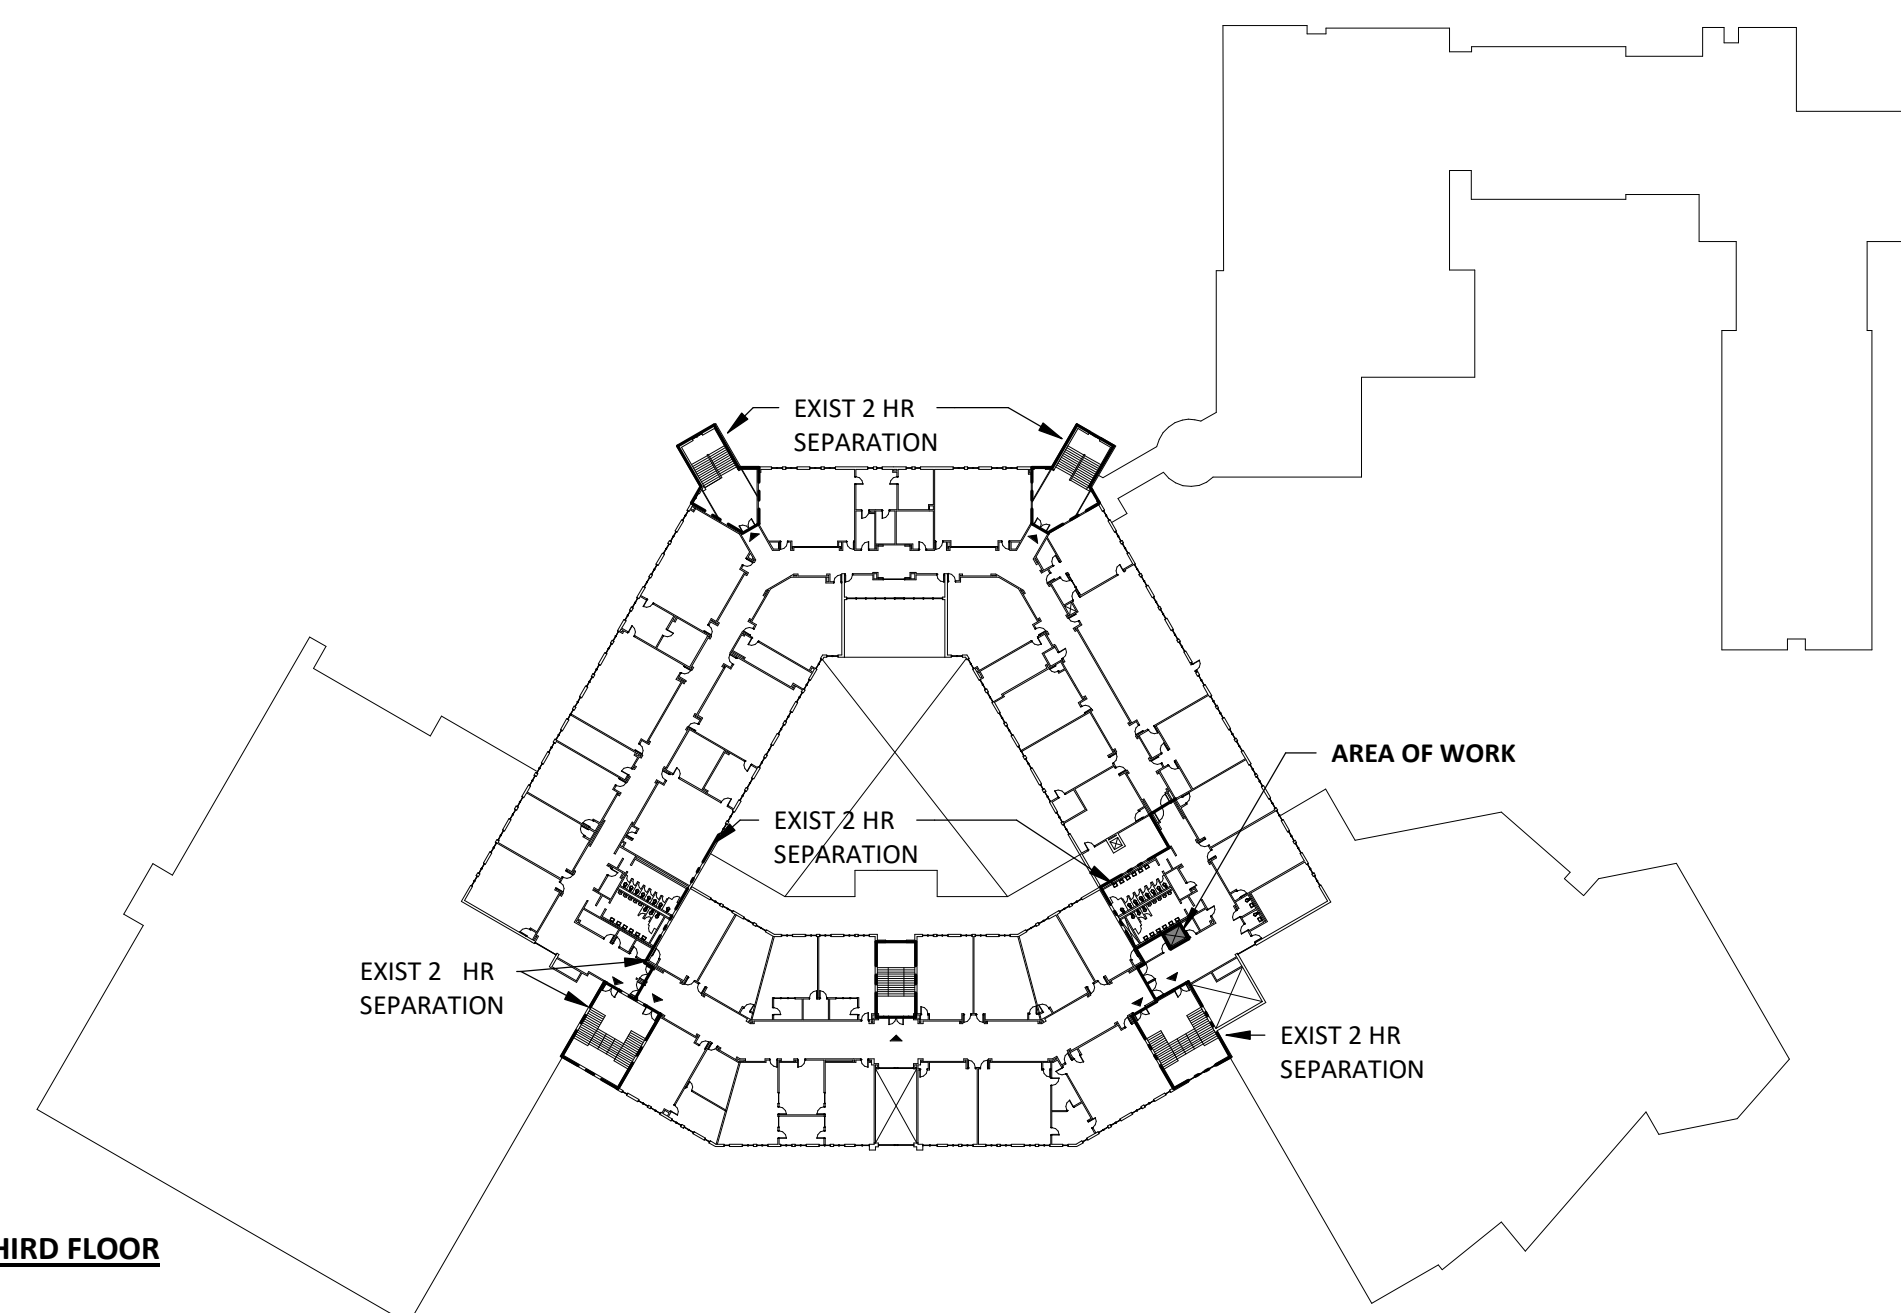 EXIST 2 HR
SEPARATION
AREA OF WORK
EXIST 2 HR
SEPARATION
EXIST 2 HR
SEPARATION
EXIST 2 HR
SEPARATION
HIRD FLOOR